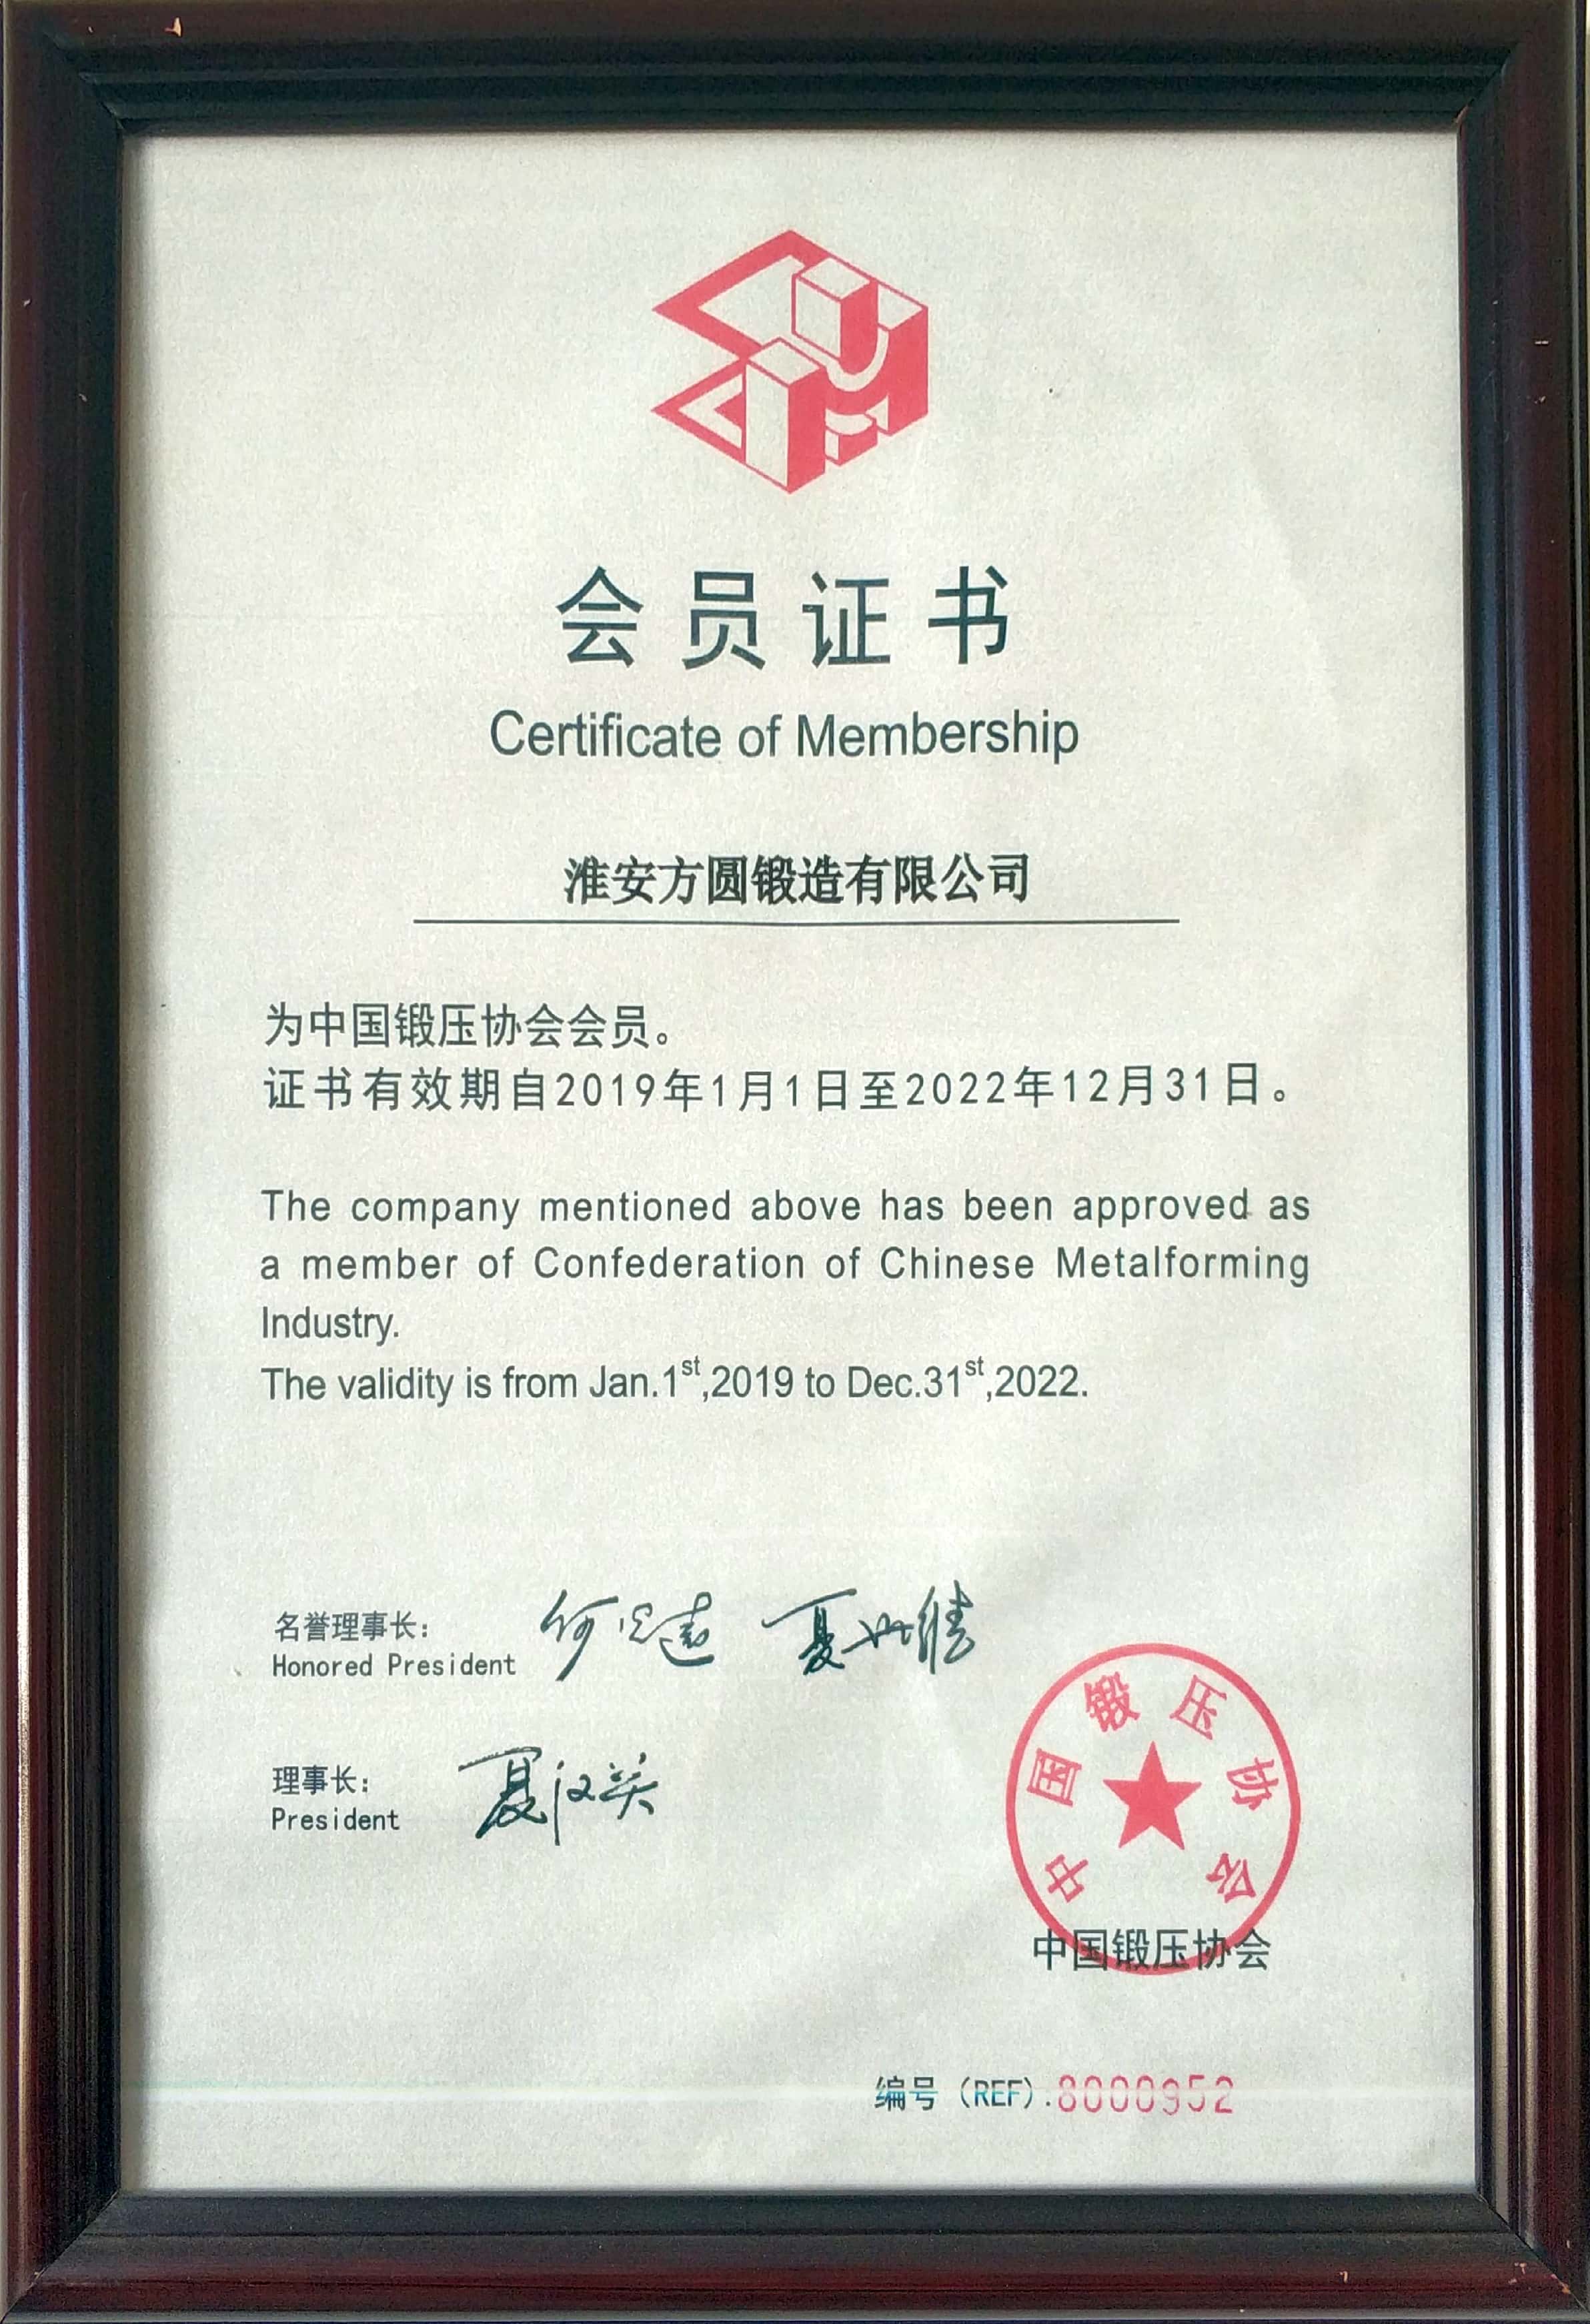 会员证书
Certificate of Membership
淮安方圆锻造有限公司
为中国锻压协会会员。
证书有效期自2019年1月1日至2022年12月31日。
The company mentioned above has been approved as
a member of Confederation of Chinese Metalforming
Industry.
The validity is from Jan.1st,2019 to Dec.31st,2022.
名誉理事长:
Honored President
理事长:
President
中国锻压协会
中国锻压协会
编号（REF）.8000952